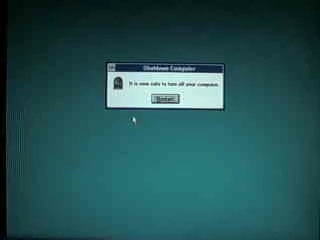 Shutdown Computer
It is now safe to turn off your computer.
Restart